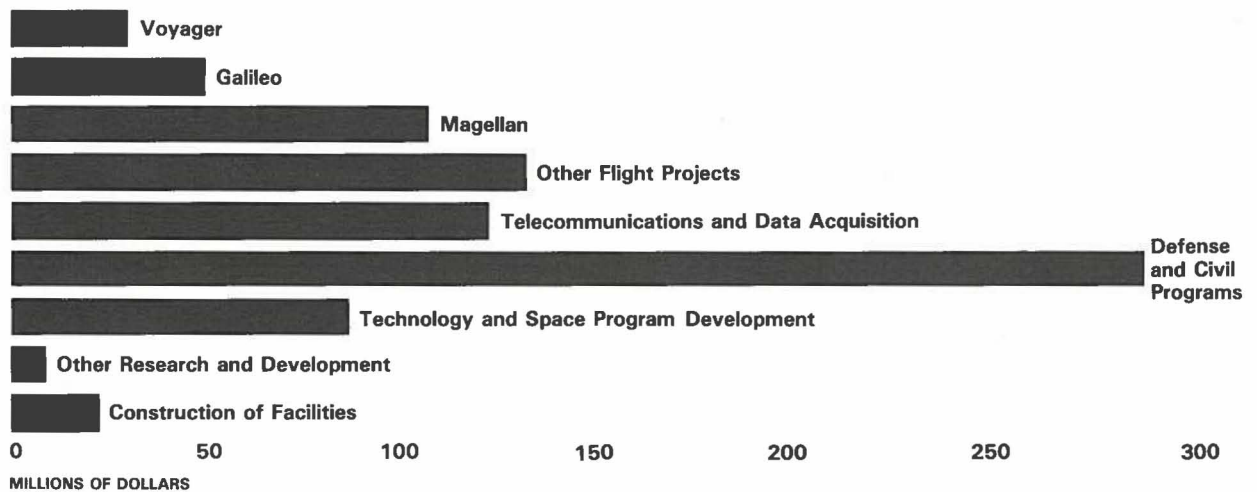 Voyager
Galileo
Magellan
Other Flight Projects
Telecommunications and Data Acquisition
Defense
and Civil
Programs
Technology and Space Program Development
Other Research and Development
Construction of Facilities
0 50 100 150 200 250 300
MILLIONS OF DOLLARS